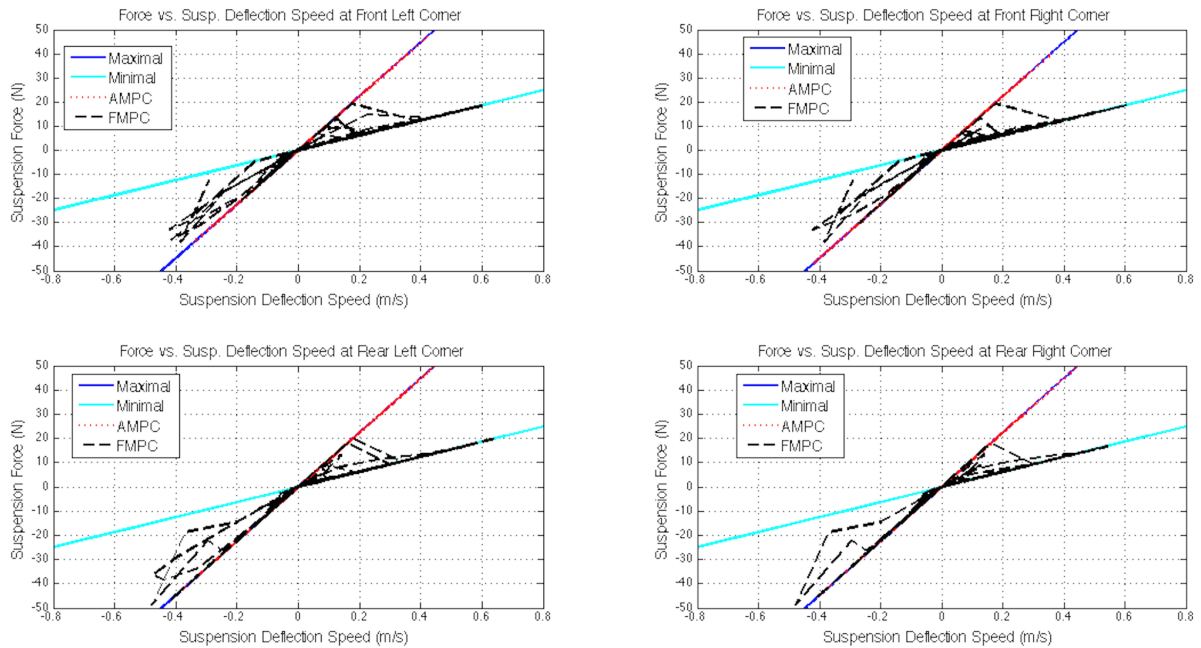 Force vs. Susp. Deflection Speed at Front Left Corner
50
40
30
20
10
0
-10
-20
-30
-40
-50
Suspension Force (N)
Maximal
Minimal
AMPC
FMPC
-0.8 -0.6 -0.4 -0.2 0 0.2 0.4 0.6 0.8
Suspension Deflection Speed (m/s)
Force vs. Susp. Deflection Speed at Front Right Corner
50
40
30
20
10
0
-10
-20
-30
-40
-50
Suspension Force (N)
Maximal
Minimal
AMPC
FMPC
-0.8 -0.6 -0.4 -0.2 0 0.2 0.4 0.6 0.8
Suspension Deflection Speed (m/s)
Force vs. Susp. Deflection Speed at Rear Left Corner
50
40
30
20
10
0
-10
-20
-30
-40
-50
Suspension Force (N)
Maximal
Minimal
AMPC
FMPC
-0.8 -0.6 -0.4 -0.2 0 0.2 0.4 0.6 0.8
Suspension Deflection Speed (m/s)
Force vs. Susp. Deflection Speed at Rear Right Corner
50
40
30
20
10
0
-10
-20
-30
-40
-50
Suspension Force (N)
Maximal
Minimal
AMPC
FMPC
-0.8 -0.6 -0.4 -0.2 0 0.2 0.4 0.6 0.8
Suspension Deflection Speed (m/s)